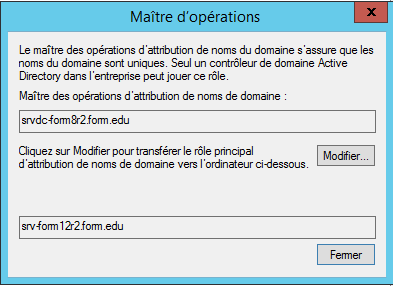 Maître d'opérations
x
Le maître des opérations d'attribution de noms du domaine s'assure que les
noms du domaine sont uniques. Seul un contrôleur de domaine Active
Directory dans l'entreprise peut jouer ce rôle.
Maître des opérations d'attribution de noms de domaine :
srvdc-form8r2.form.edu
Cliquez sur Modifier pour transférer le rôle principal
d'attribution de noms de domaine vers l'ordinateur ci-dessous.
Modifier...
srv-form12r2.form.edu
Fermer